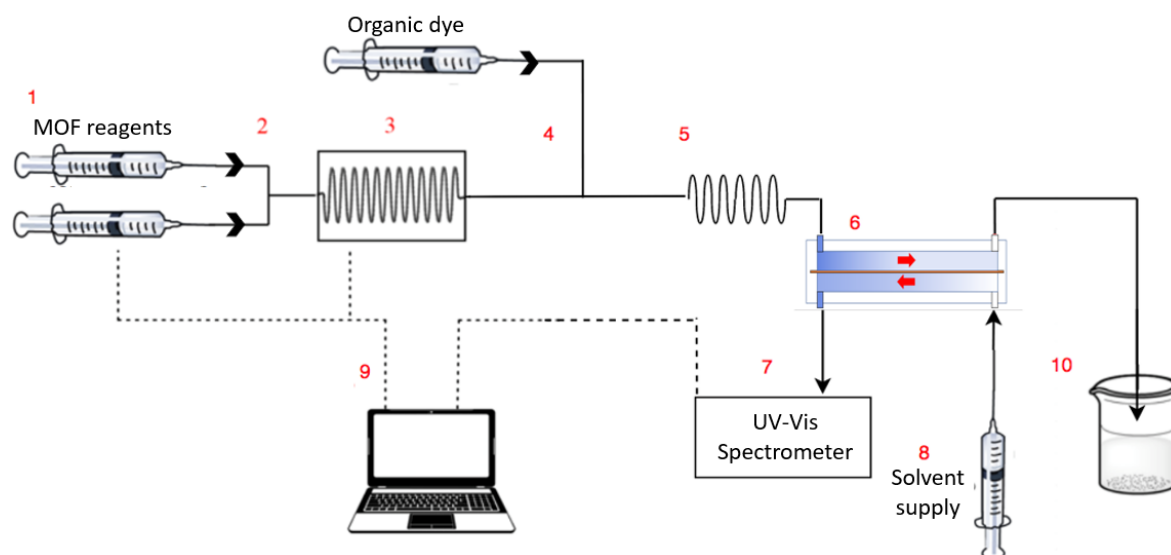 Organic dye
1
MOF reagents
2
3
4
5
6
7
UV-Vis
Spectrometer
8
Solvent
supply
9
10